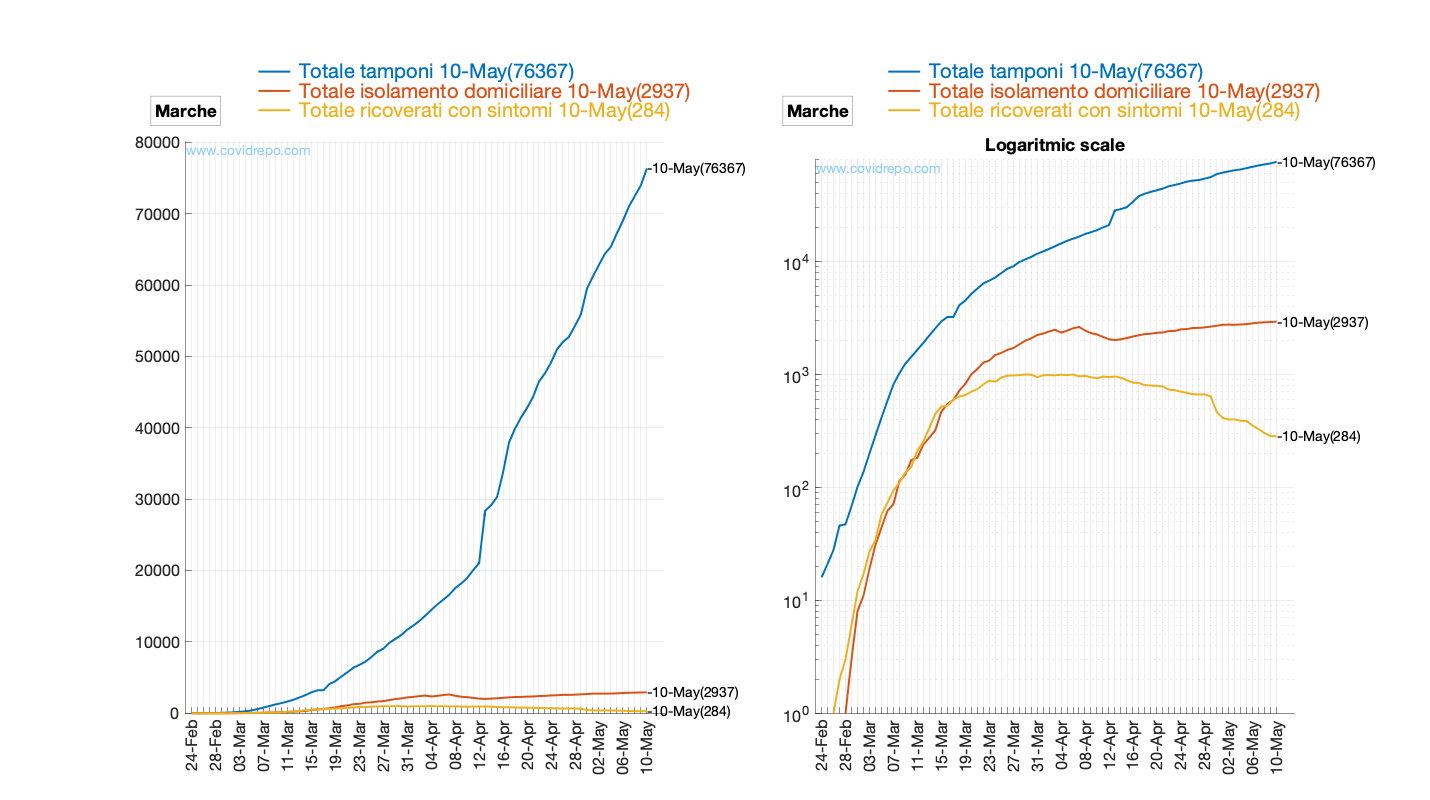 Totale tamponi 10-May(76367)
Totale isolamento domiciliare 10-May(2937)
Totale ricoverati con sintomi 10-May(284)
Marche
www.covidrepo.com
80000
70000
60000
50000
40000
30000
20000
10000
0
10-May(76367)
10-May(2937)
10-May(284)
24-Feb
28-Feb
03-Mar
07-Mar
11-Mar
15-Mar
19-Mar
23-Mar
27-Mar
31-Mar
04-Apr
08-Apr
12-Apr
16-Apr
20-Apr
24-Apr
28-Apr
02-May
06-May
10-May
Totale tamponi 10-May(76367)
Totale isolamento domiciliare 10-May(2937)
Totale ricoverati con sintomi 10-May(284)
Marche
Logaritmic scale
www.covidrepo.com
10^4
10^3
10^2
10^1
10^0
10-May(76367)
10-May(2937)
10-May(284)
24-Feb
28-Feb
03-Mar
07-Mar
11-Mar
15-Mar
19-Mar
23-Mar
27-Mar
31-Mar
04-Apr
08-Apr
12-Apr
16-Apr
20-Apr
24-Apr
28-Apr
02-May
06-May
10-May